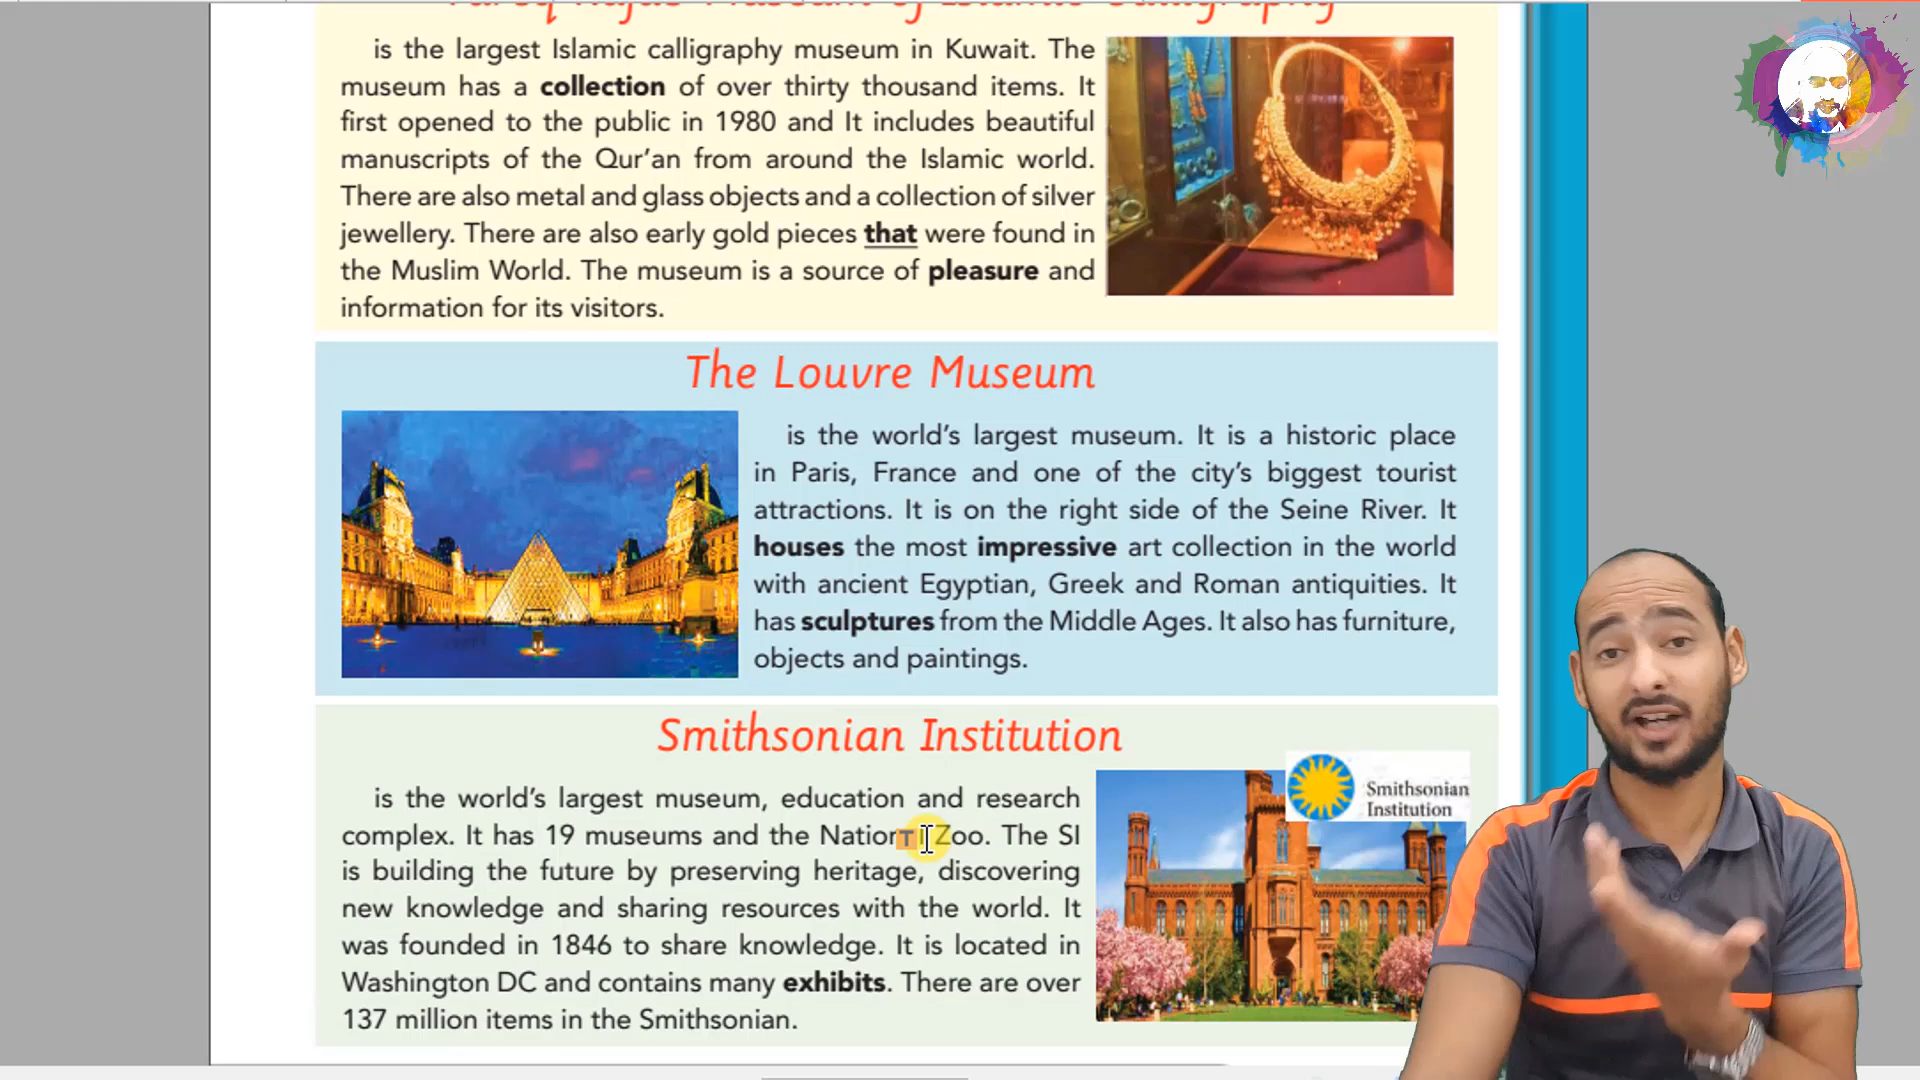 Tareq Rajab Museum of Islamic Calligraphy
is the largest Islamic calligraphy museum in Kuwait. The
museum has a collection of over thirty thousand items. It
first opened to the public in 1980 and It includes beautiful
manuscripts of the Qur’an from around the Islamic world.
There are also metal and glass objects and a collection of silver
jewellery. There are also early gold pieces that were found in
the Muslim World. The museum is a source of pleasure and
information for its visitors.
The Louvre Museum
is the world’s largest museum. It is a historic place
in Paris, France and one of the city’s biggest tourist
attractions. It is on the right side of the Seine River. It
houses the most impressive art collection in the world
with ancient Egyptian, Greek and Roman antiquities. It
has sculptures from the Middle Ages. It also has furniture,
objects and paintings.
Smithsonian Institution
is the world’s largest museum, education and research
complex. It has 19 museums and the Zoo. The SI
is building the future by preserving heritage, discovering
new knowledge and sharing resources with the world. It
was founded in 1846 to share knowledge. It is located in
Washington DC and contains many exhibits. There are over
137 million items in the Smithsonian.
Smithsonian
Institution